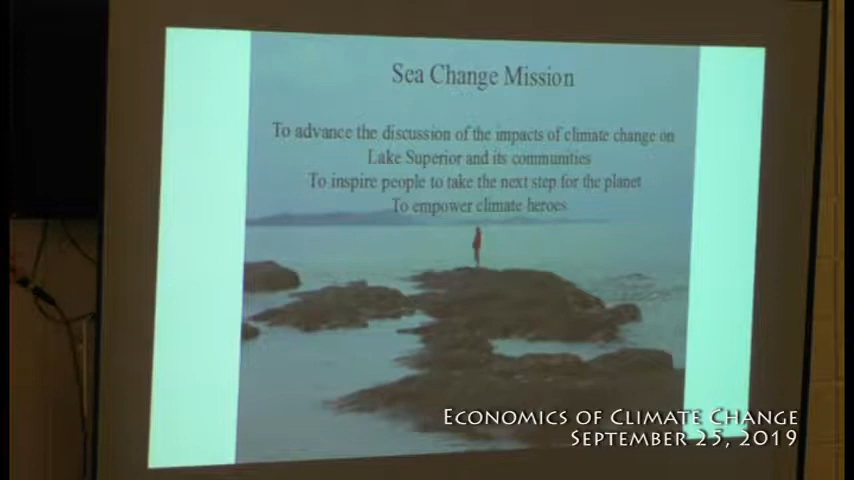 Sea Change Mission
To advance the discussion of the impacts of climate change on
Lake Superior and its communities
To inspire people to take the next step for the planet
To empower climate heroes
ECONOMICS OF CLIMATE CHANGE
SEPTEMBER 25, 2019